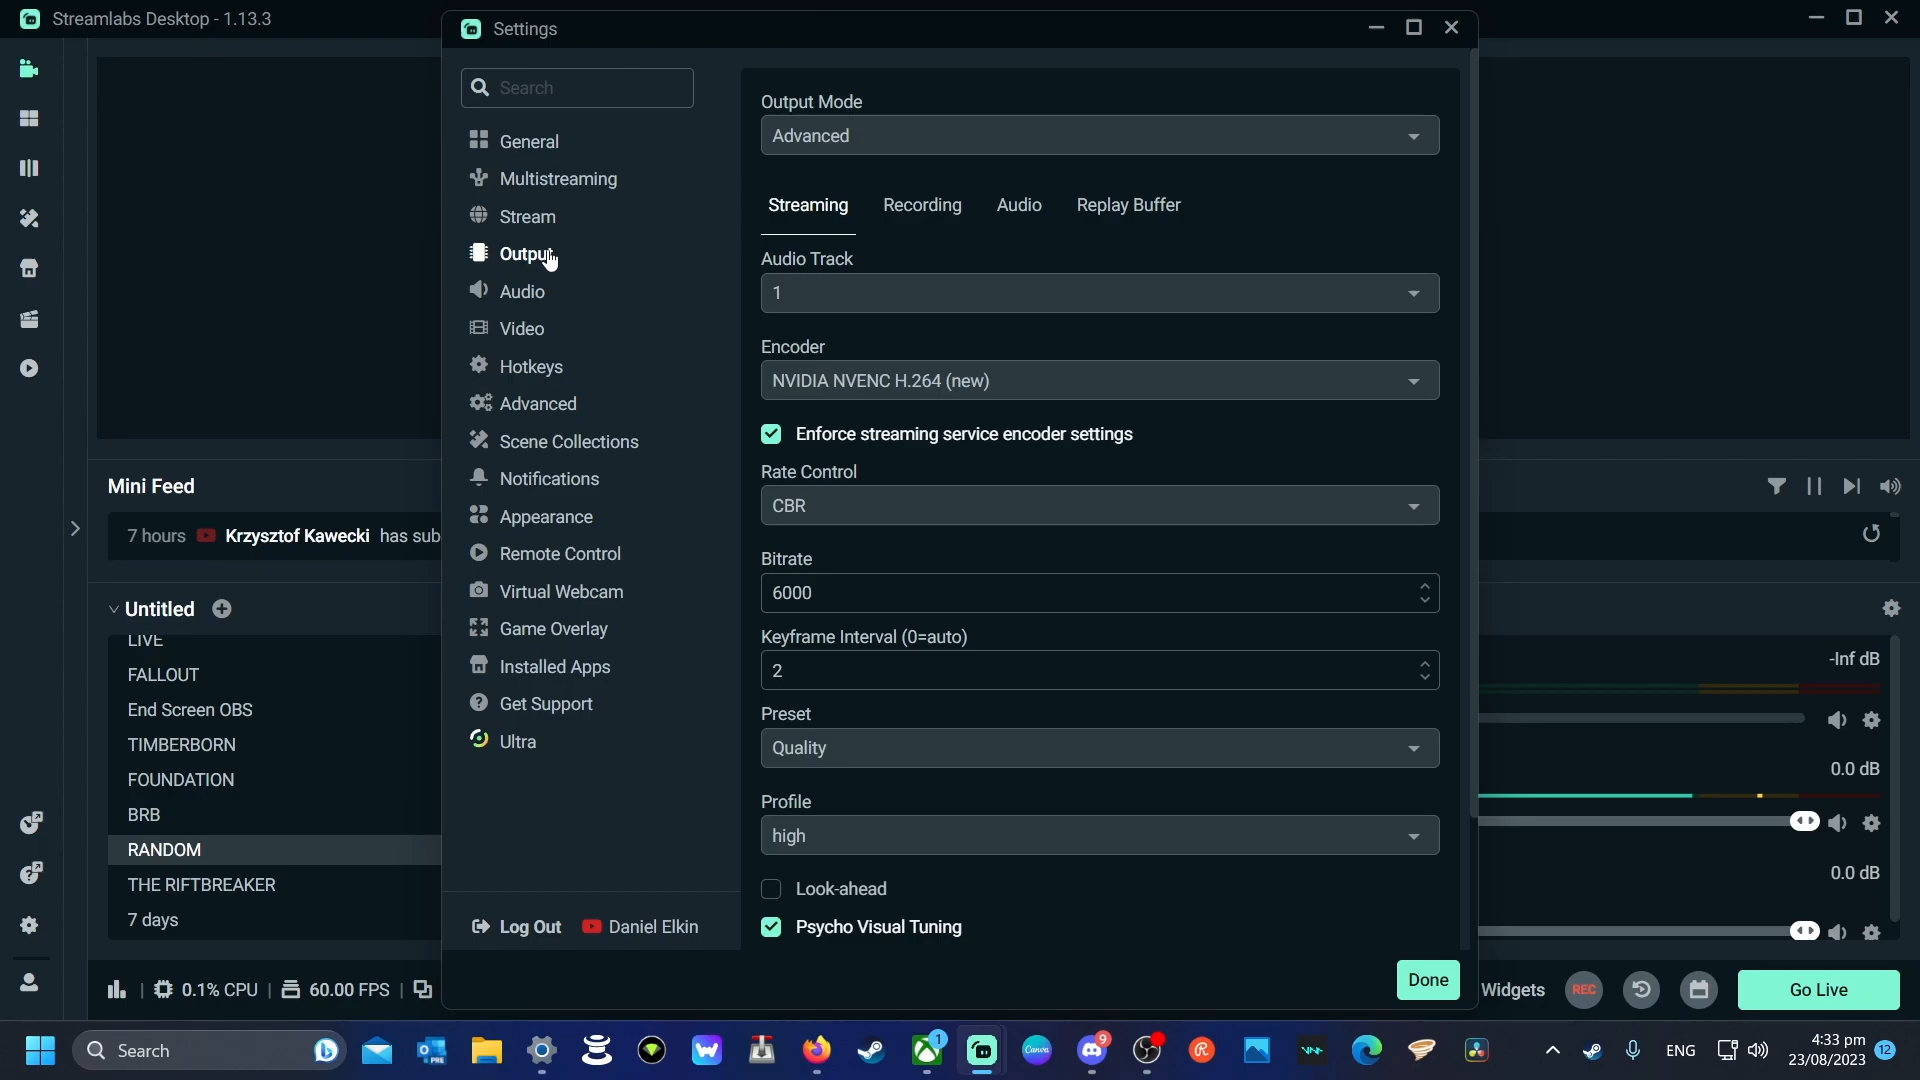 Streamlabs Desktop - 1.13.3
Settings
Search
General
Multistreaming
Stream
Output
Audio
Video
Hotkeys
Advanced
Scene Collections
Notifications
Appearance
Remote Control
Virtual Webcam
Game Overlay
Installed Apps
Get Support
Ultra
Log Out Daniel Elkin
Output Mode
Advanced
Streaming Recording Audio Replay Buffer
Audio Track
1
Encoder
NVIDIA NVENC H.264 (new)
Enforce streaming service encoder settings
Rate Control
CBR
Bitrate
6000
Keyframe Interval (0=auto)
2
Preset
Quality
Profile
high
Look-ahead
Psycho Visual Tuning
Done
Mini Feed
7 hours Krzysztof Kawecki has sub
Untitled
LIVE
FALLOUT
End Screen OBS
TIMBERBORN
FOUNDATION
BRB
RANDOM
THE RIFTBREAKER
7 days
-Inf dB
0.0 dB
0.0 dB
0.1% CPU 60.00 FPS
Widgets REC Go Live
Search
1
Canva
9
VN
ENG
4:33 pm
23/08/2023
12